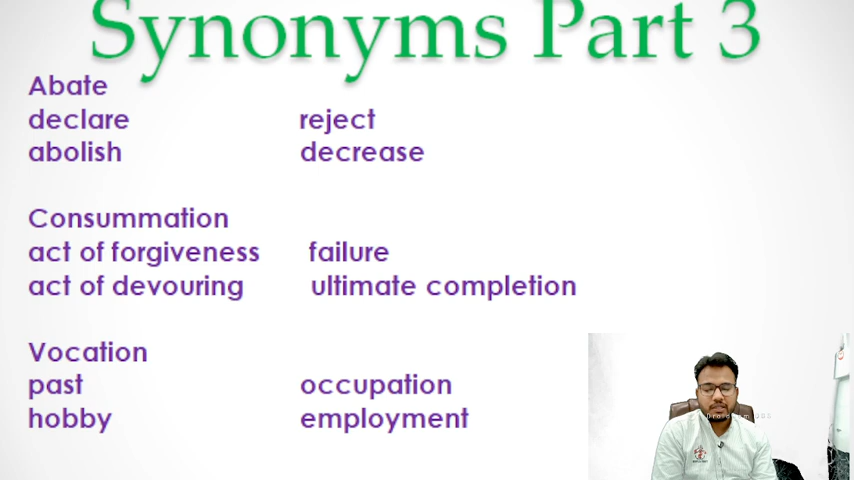 Synonyms Part 3
Abate
declare reject
abolish decrease
Consummation
act of forgiveness failure
act of devouring ultimate completion
Vocation
past occupation
hobby employment